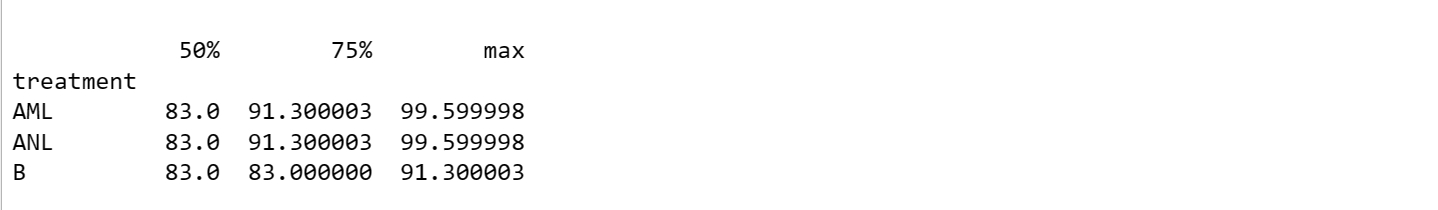 50% 75% max
treatment
AML 83.0 91.300003 99.599998
ANL 83.0 91.300003 99.599998
B 83.0 83.000000 91.300003